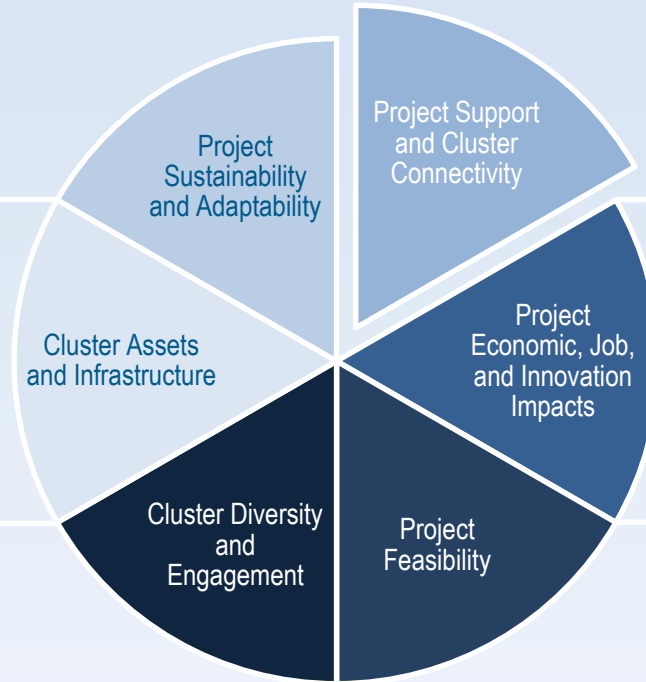 Project Support
and Cluster
Connectivity
Project
Sustainability
and Adaptability
Project
Economic, Job,
and Innovation
Impacts
Cluster Assets
and Infrastructure
Cluster Diversity
and
Engagement
Project
Feasibility